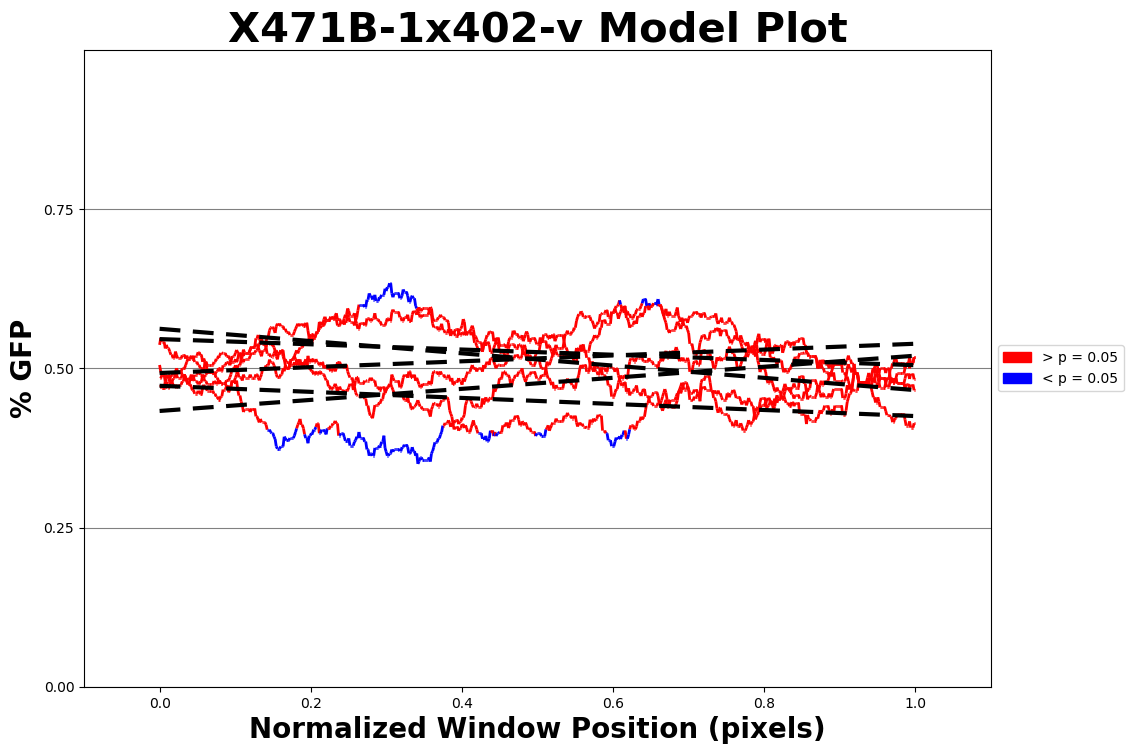 X471B-1x402-v Model Plot
% GFP
0.75
0.50
0.25
0.00
0.0 0.2 0.4 0.6 0.8 1.0
Normalized Window Position (pixels)
> p = 0.05
< p = 0.05